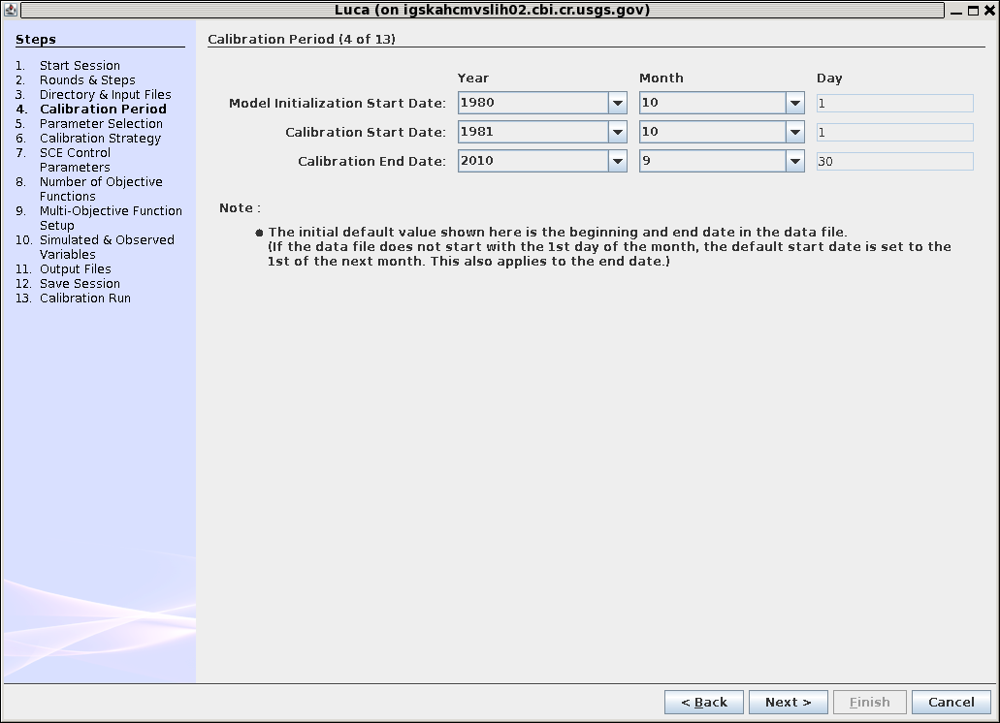 Luca (on igskahcmvslih02.cbi.cr.usgs.gov)
Steps
1. Start Session
2. Rounds & Steps
3. Directory & Input Files
4. Calibration Period
5. Parameter Selection
6. Calibration Strategy
7. SCE Control
Parameters
8. Number of Objective
Functions
9. Multi-Objective Function
Setup
10. Simulated & Observed
Variables
11. Output Files
12. Save Session
13. Calibration Run
Calibration Period (4 of 13)
Year Month Day
Model Initialization Start Date: 1980 10 1
Calibration Start Date: 1981 10 1
Calibration End Date: 2010 9 30
Note :
● The initial default value shown here is the beginning and end date in the data file.
(If the data file does not start with the 1st day of the month, the default start date is set to the
1st of the next month. This also applies to the end date.)
< Back Next > Finish Cancel